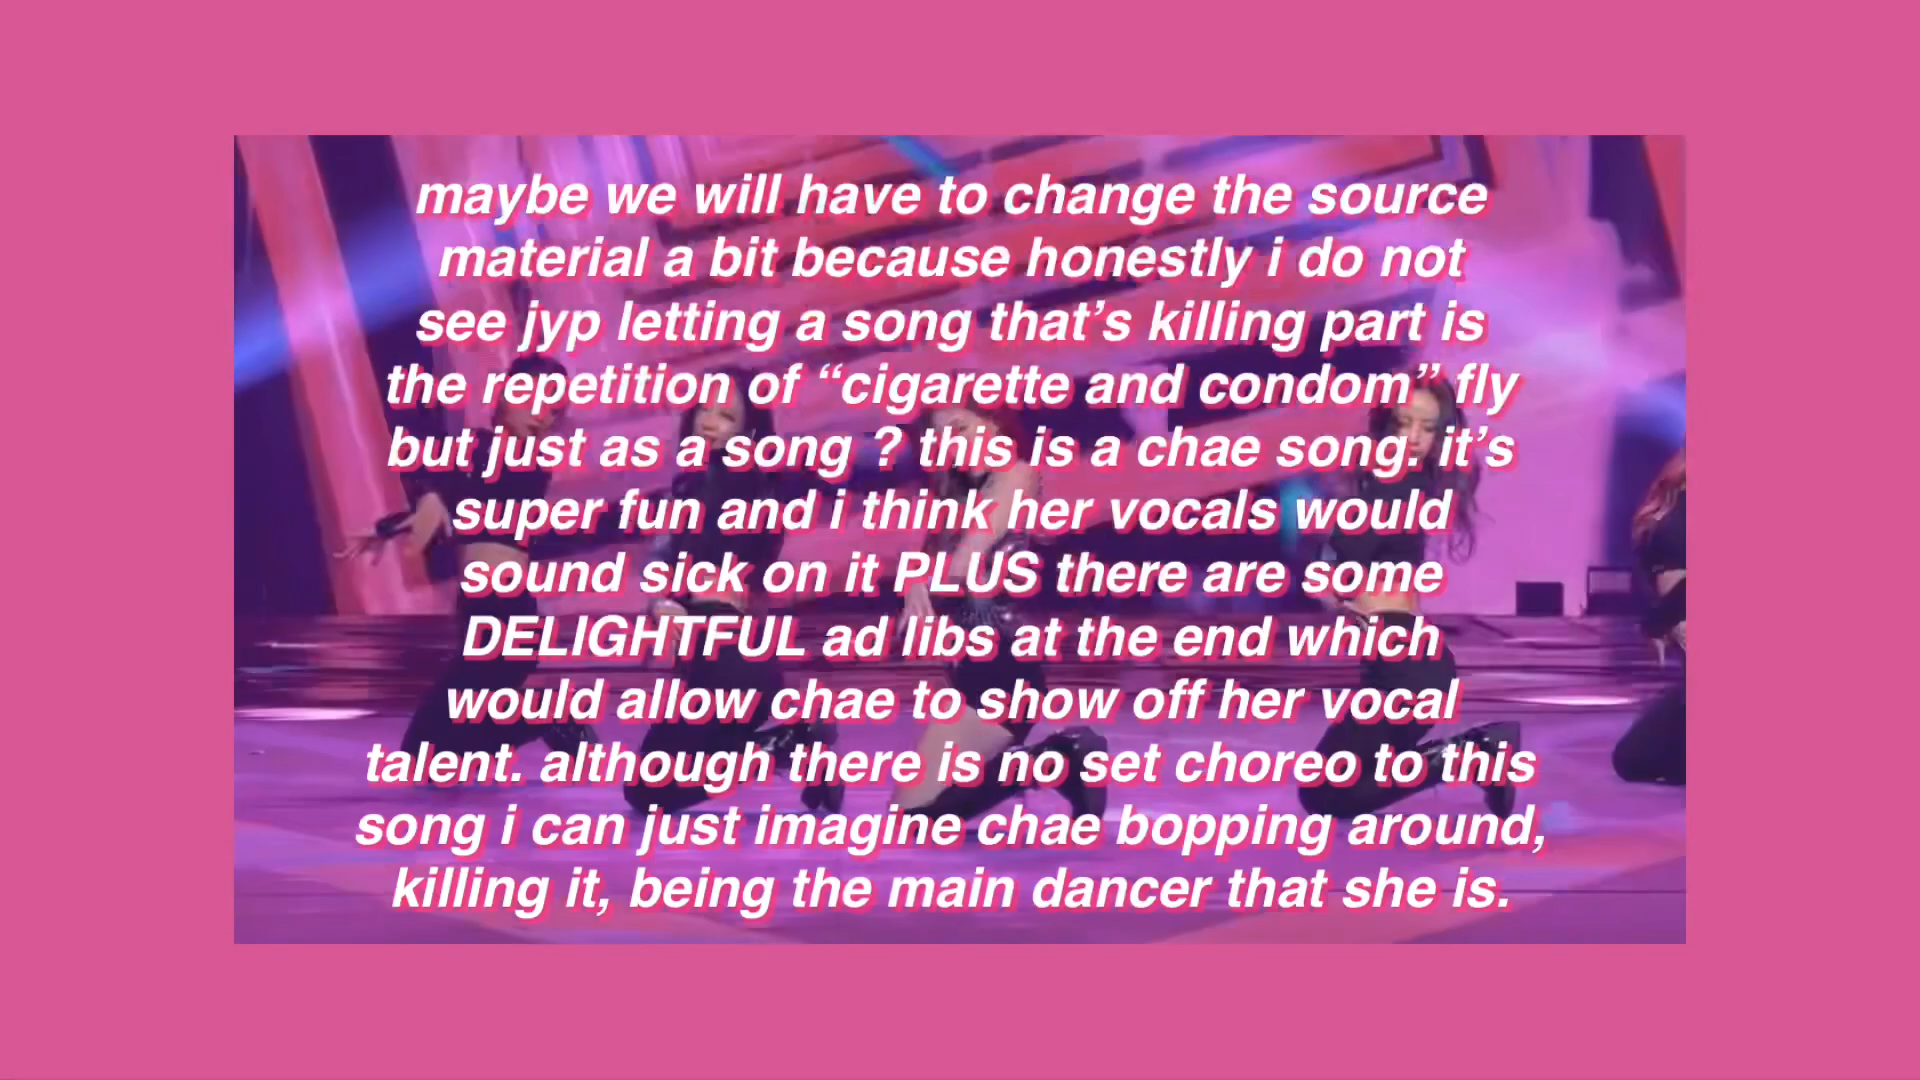 maybe we will have to change the source
material a bit because honestly i do not
see jyp letting a song that’s killing part is
the repetition of “cigarette and condom” fly
but just as a song ? this is a chae song. it’s
super fun and i think her vocals would
sound sick on it PLUS there are some
DELIGHTFUL ad libs at the end which
would allow chae to show off her vocal
talent. although there is no set choreo to this
song i can just imagine chae bopping around,
killing it, being the main dancer that she is.